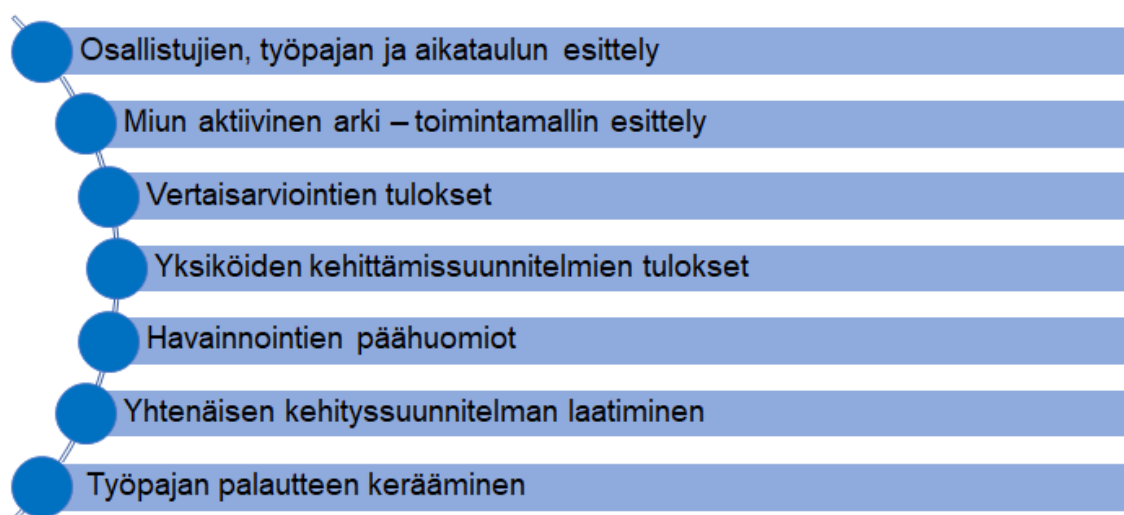 Osallistujien, työpajan ja aikataulun esittely
Miun aktiivinen arki – toimintamallin esittely
Vertaisarviointien tulokset
Yksiköiden kehittämissuunnitelmien tulokset
Havainnointien päähuomiot
Yhtenäisen kehityssuunnitelman laatiminen
Työpajan palautteen kerääminen